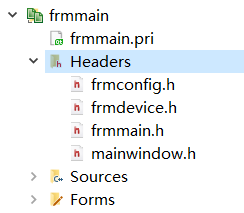 frmmain
frmmain.pri
Headers
frmconfig.h
frmdevice.h
frmmain.h
mainwindow.h
Sources
Forms